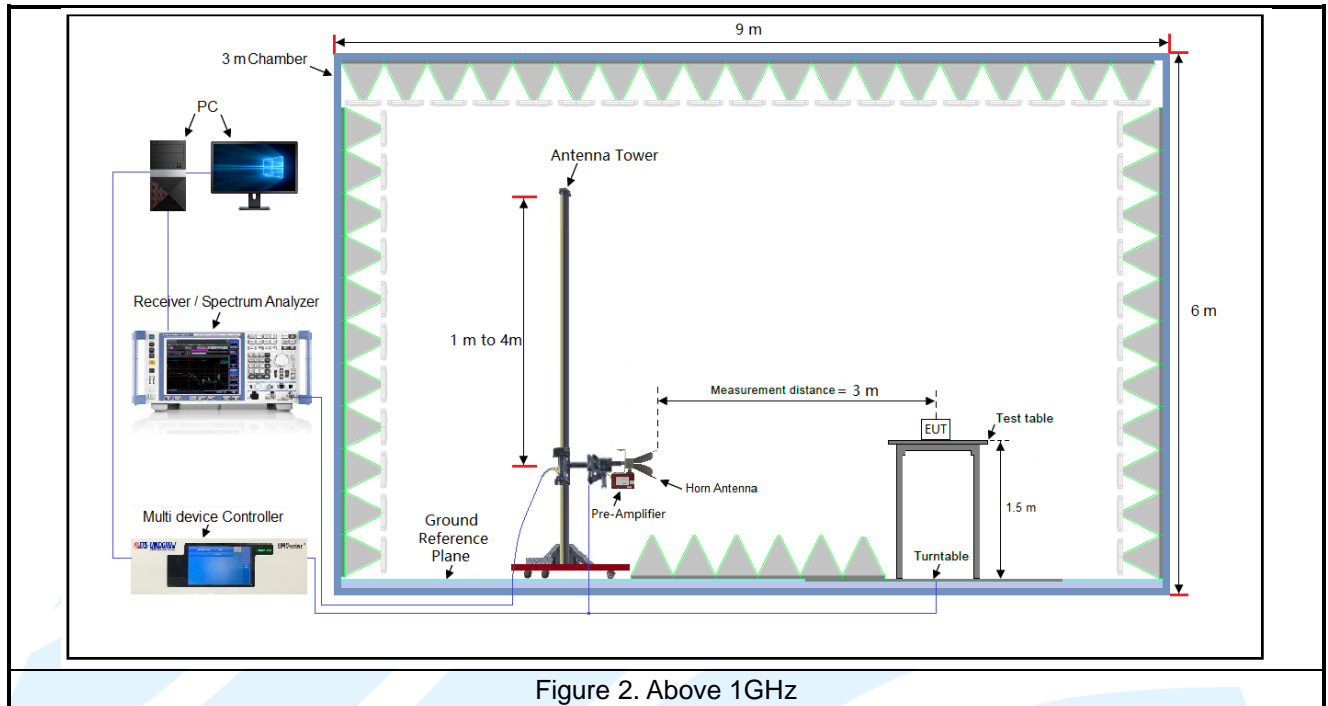 9 m
3 m Chamber
PC
Antenna Tower
Receiver / Spectrum Analyzer
1 m to 4m
6 m
Measurement distance = 3 m
EUT
Test table
Horn Antenna
Pre-Amplifier
1.5 m
Multi device Controller
Ground
Reference
Plane
Turntable
Figure 2. Above 1GHz